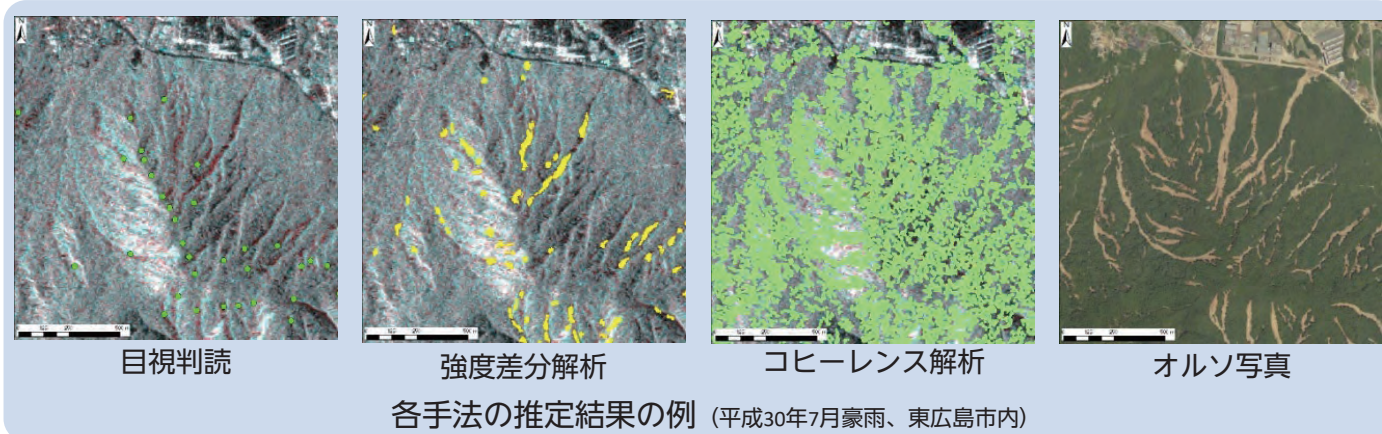 目視判読
強度差分解析
コヒーレンス解析
オルソ写真
各手法の推定結果の例 (平成30年7月豪雨、東広島市内)